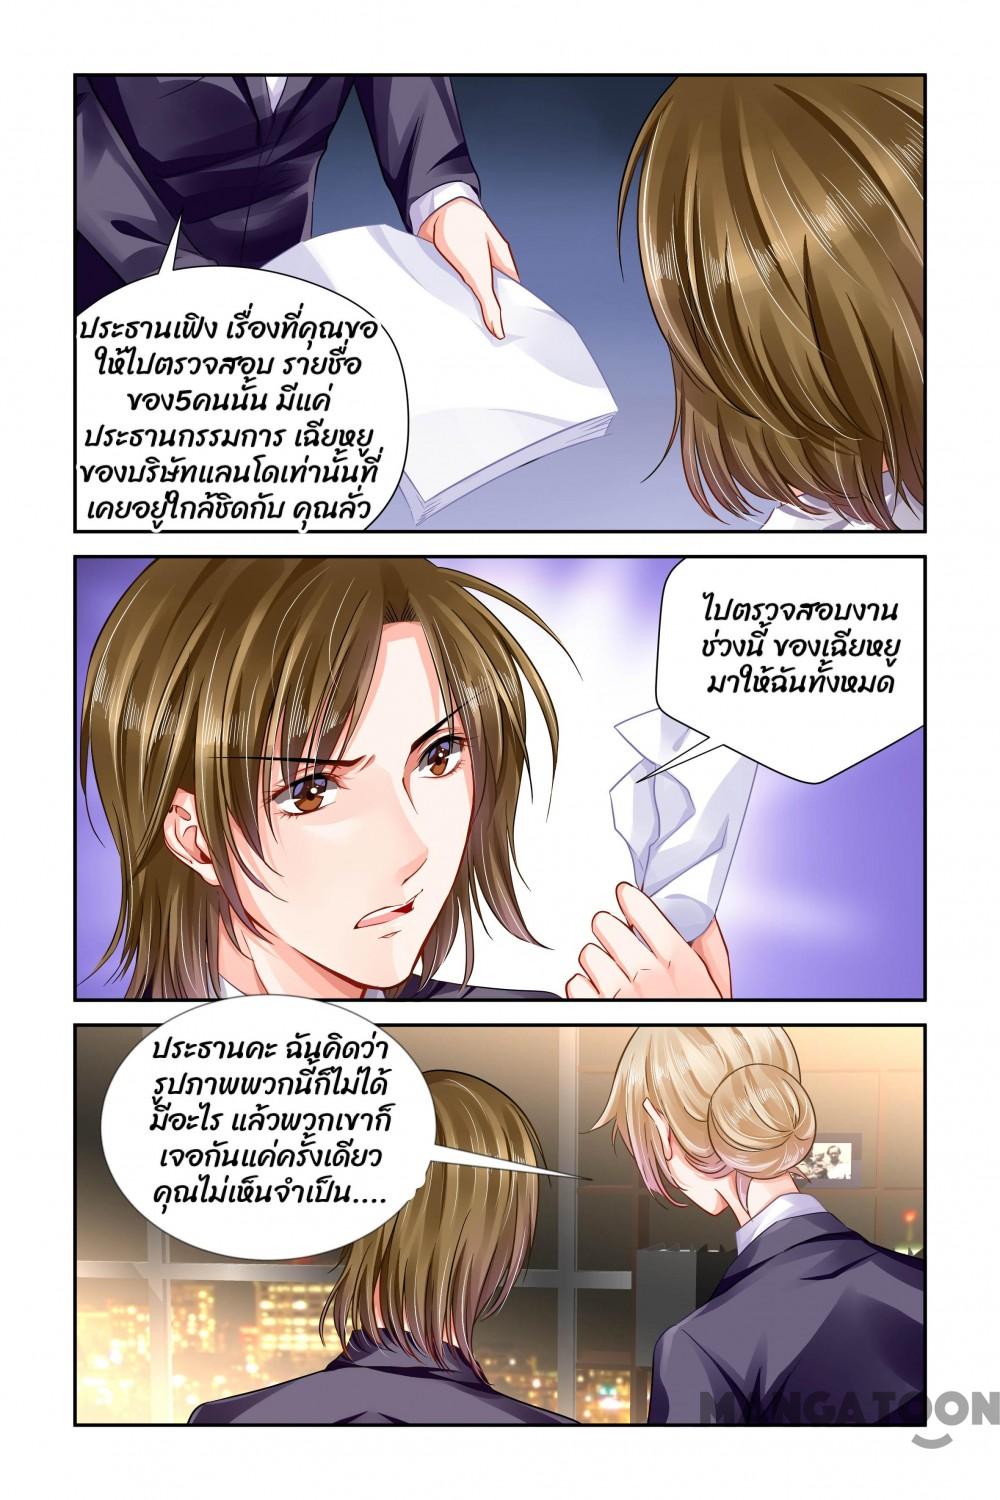 ประธานเฟิง เรื่องที่คุณขอ
ให้ไปตรวจสอบ รายชื่อ
ของ5คนนั้น มีแค่
ประธานกรรมการ เฉียหยู
ของบริษัทแลนโดเท่านั้นที่
เคยอยู่ใกล้ชิดกับ คุณลั่ว
ไปตรวจสอบงาน
ช่วงนี้ ของเฉียหยู
มาให้ฉันทั้งหมด
ประธานคะ ฉันคิดว่า
รูปภาพพวกนี้ก็ไม่ได้
มีอะไร แล้วพวกเขาก็
เจอกันแค่ครั้งเดียว
คุณไม่เห็นจำเป็น....
MANGATOON